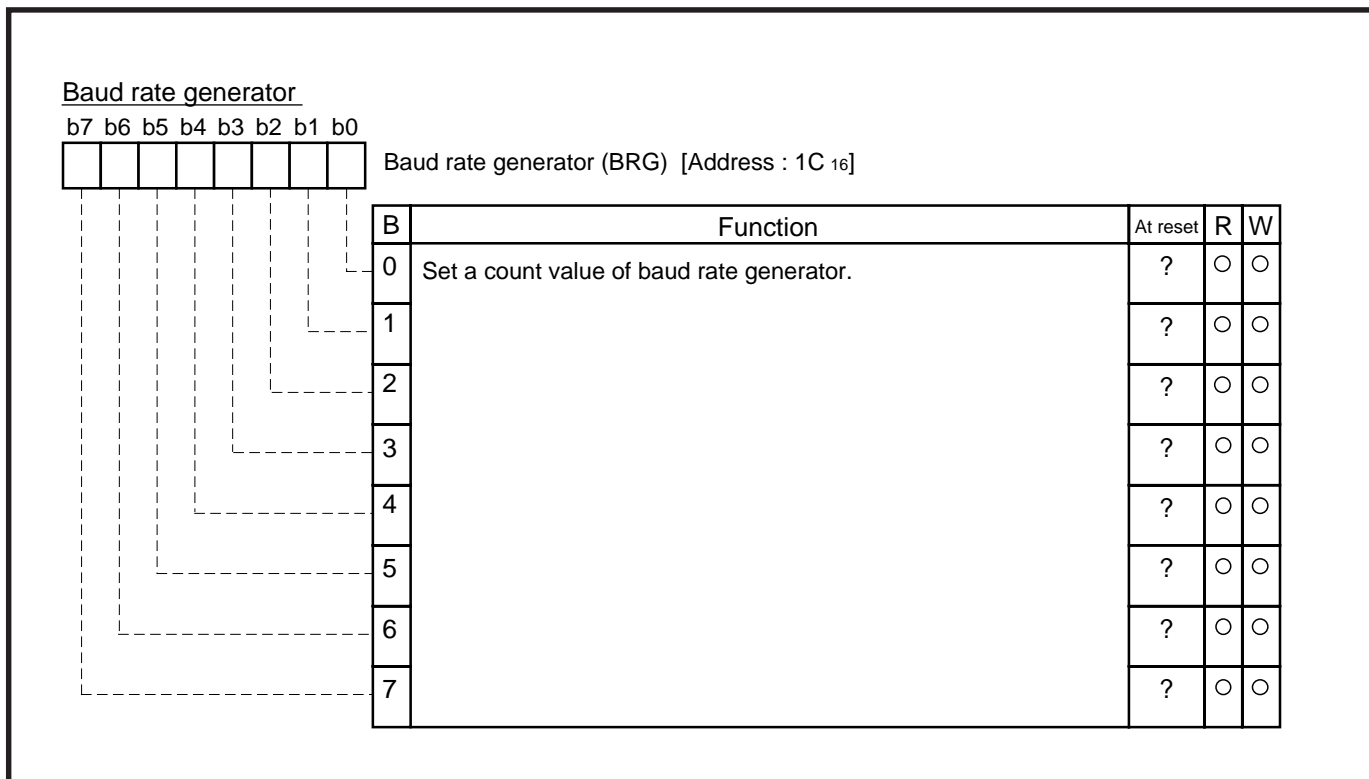 Baud rate generator
b7 b6 b5 b4 b3 b2 b1 b0
Baud rate generator (BRG) [Address : 1C 16]
B Function At reset R W
0 Set a count value of baud rate generator. ? ○ ○
1 ? ○ ○
2 ? ○ ○
3 ? ○ ○
4 ? ○ ○
5 ? ○ ○
6 ? ○ ○
7 ? ○ ○